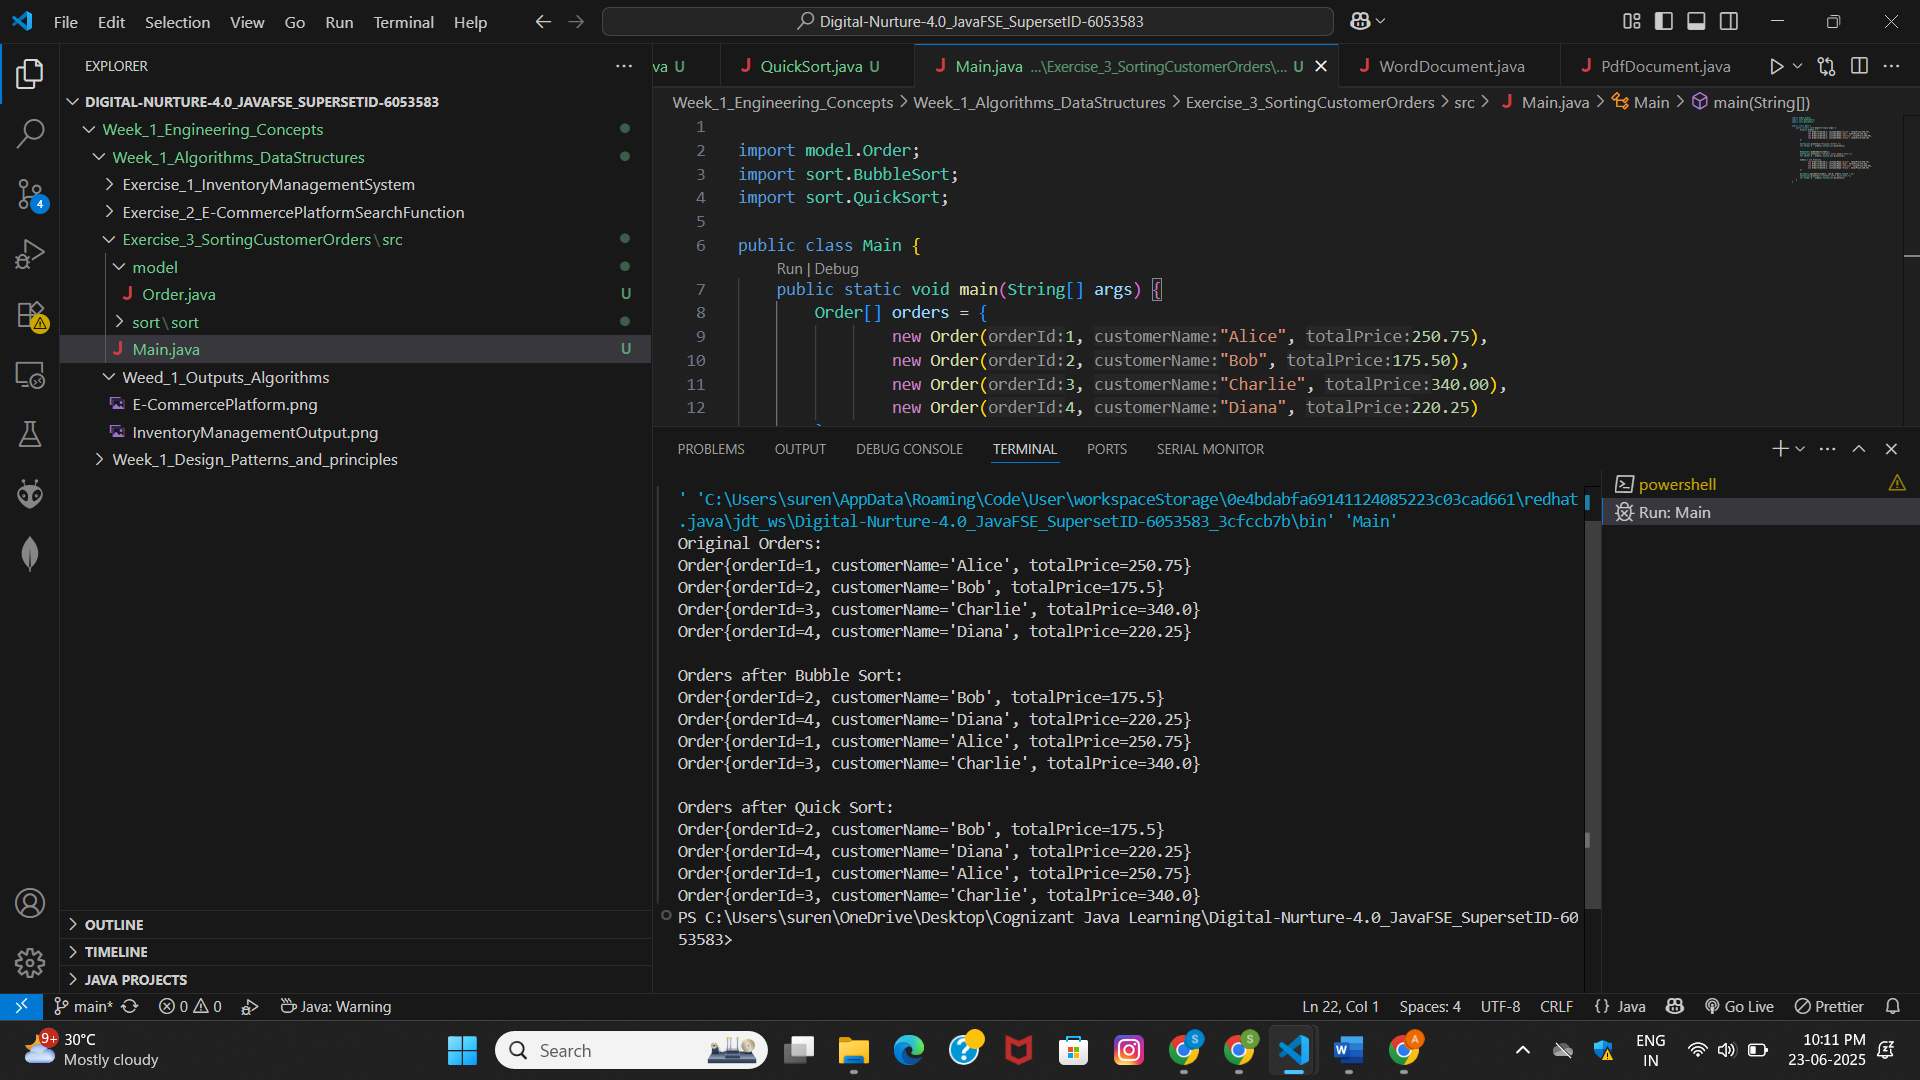 File Edit Selection View Go Run Terminal Help
Digital-Nurture-4.0_JavaFSE_SupersetID-6053583
EXPLORER
DIGITAL-NURTURE-4.0_JAVAFSE_SUPERSETID-6053583
Week_1_Engineering_Concepts
Week_1_Algorithms_DataStructures
Exercise_1_InventoryManagementSystem
Exercise_2_E-CommercePlatformSearchFunction
Exercise_3_SortingCustomerOrders\src
model
J Order.java U
sort\sort
J Main.java U
Weed_1_Outputs_Algorithms
E-CommercePlatform.png
InventoryManagementOutput.png
Week_1_Design_Patterns_and_principles
4
OUTLINE
TIMELINE
JAVA PROJECTS
va U J QuickSort.java U J Main.java ...\Exercise_3_SortingCustomerOrders\... U J WordDocument.java J PdfDocument.java
Week_1_Engineering_Concepts > Week_1_Algorithms_DataStructures > Exercise_3_SortingCustomerOrders > src > J Main.java > Main > main(String[])
1
2 import model.Order;
3 import sort.BubbleSort;
4 import sort.QuickSort;
5
6 public class Main {
Run | Debug
7 public static void main(String[] args) {
8 Order[] orders = {
9 new Order(orderId:1, customerName:"Alice", totalPrice:250.75),
10 new Order(orderId:2, customerName:"Bob", totalPrice:175.50),
11 new Order(orderId:3, customerName:"Charlie", totalPrice:340.00),
12 new Order(orderId:4, customerName:"Diana", totalPrice:220.25)
PROBLEMS OUTPUT DEBUG CONSOLE TERMINAL PORTS SERIAL MONITOR
powershell
Run: Main
' 'C:\Users\suren\AppData\Roaming\Code\User\workspaceStorage\0e4bdabfa69141124085223c03cad661\redhat
.java\jdt_ws\Digital-Nurture-4.0_JavaFSE_SupersetID-6053583_3cfccb7b\bin' 'Main'
Original Orders:
Order{orderId=1, customerName='Alice', totalPrice=250.75}
Order{orderId=2, customerName='Bob', totalPrice=175.5}
Order{orderId=3, customerName='Charlie', totalPrice=340.0}
Order{orderId=4, customerName='Diana', totalPrice=220.25}
Orders after Bubble Sort:
Order{orderId=2, customerName='Bob', totalPrice=175.5}
Order{orderId=4, customerName='Diana', totalPrice=220.25}
Order{orderId=1, customerName='Alice', totalPrice=250.75}
Order{orderId=3, customerName='Charlie', totalPrice=340.0}
Orders after Quick Sort:
Order{orderId=2, customerName='Bob', totalPrice=175.5}
Order{orderId=4, customerName='Diana', totalPrice=220.25}
Order{orderId=1, customerName='Alice', totalPrice=250.75}
Order{orderId=3, customerName='Charlie', totalPrice=340.0}
PS C:\Users\suren\OneDrive\Desktop\Cognizant Java Learning\Digital-Nurture-4.0_JavaFSE_SupersetID-60
53583>
main* 0 0 Java: Warning Ln 22, Col 1 Spaces: 4 UTF-8 CRLF {} Java Go Live Prettier
9+ 30°C
Mostly cloudy
Search
S S W A
ENG
IN
10:11 PM
23-06-2025